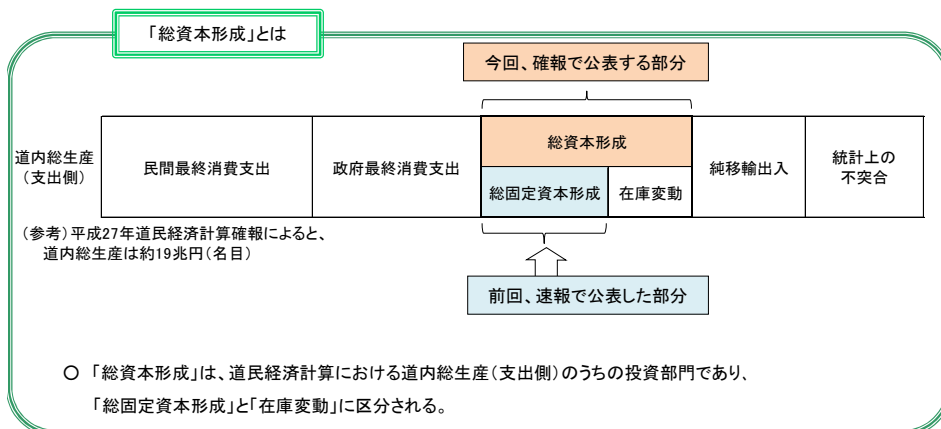 「総資本形成」とは
今回、確報で公表する部分
道内総生産
（支出側）
民間最終消費支出
政府最終消費支出
総資本形成
総固定資本形成
在庫変動
純移輸出入
統計上の
不突合
（参考）平成27年道民経済計算確報によると、
道内総生産は約19兆円（名目）
前回、速報で公表した部分
○ 「総資本形成」は、道民経済計算における道内総生産（支出側）のうちの投資部門であり、
「総固定資本形成」と「在庫変動」に区分される。